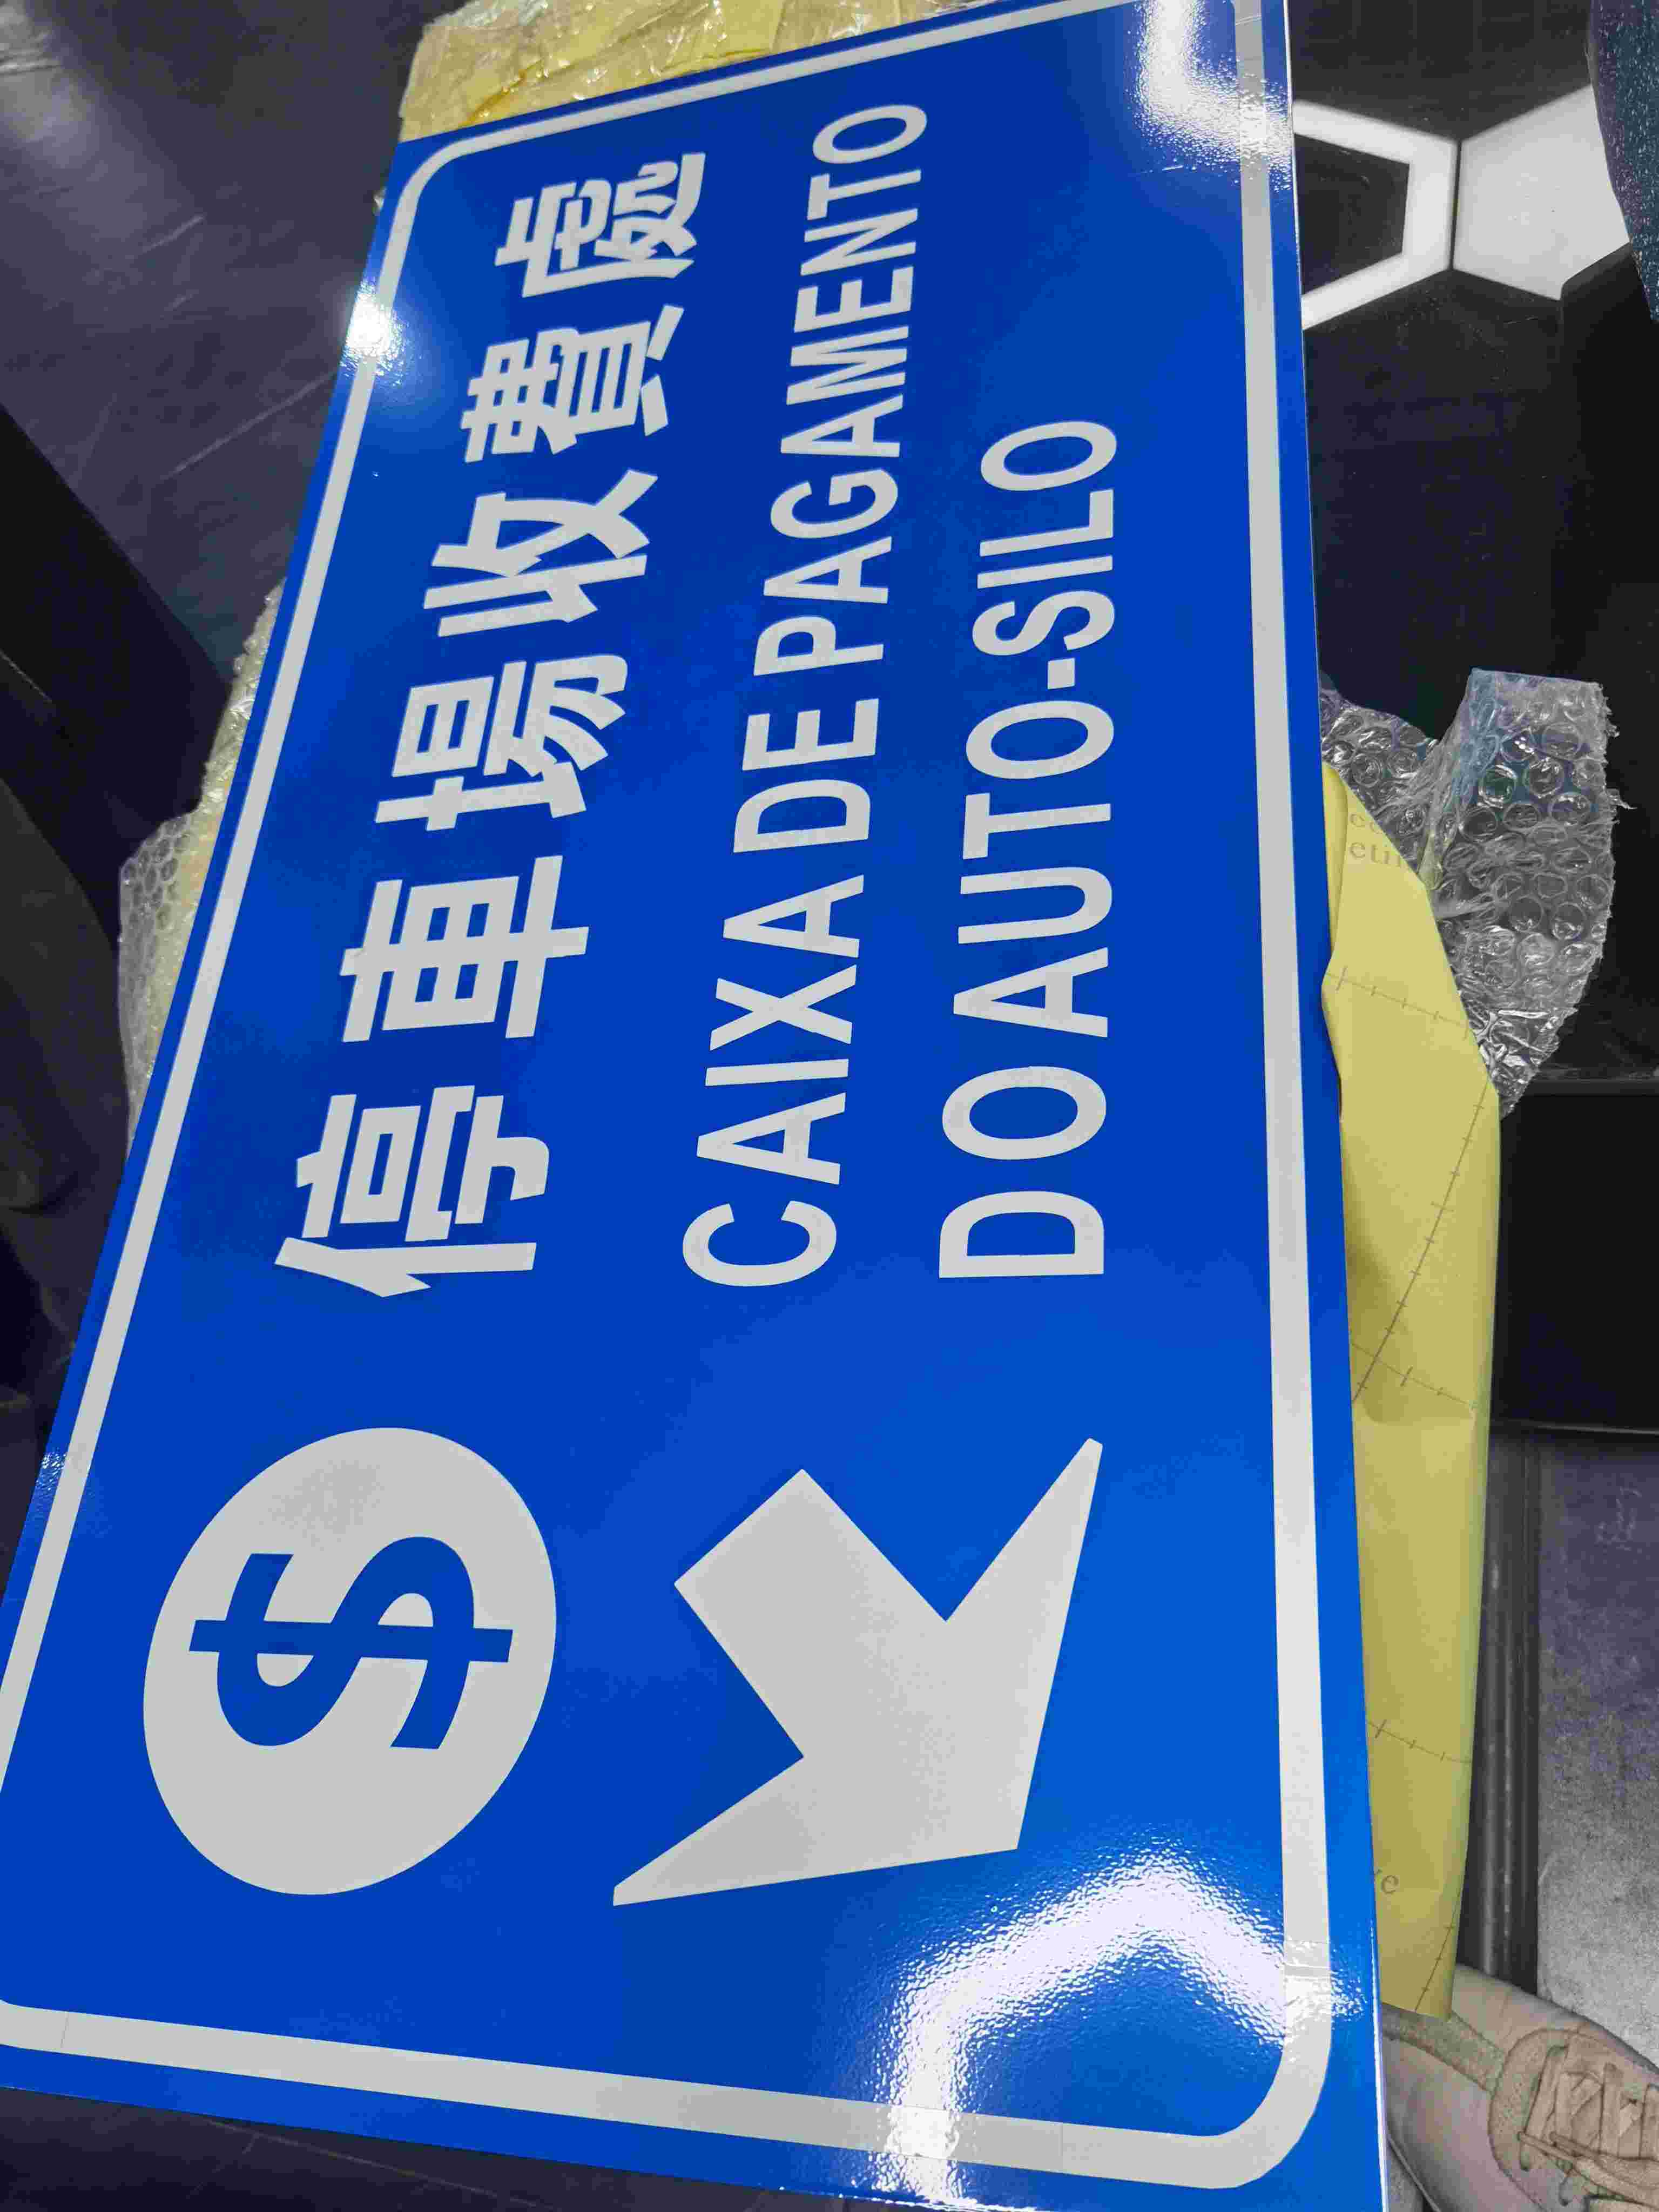 停車場收費處
CAIXA DE PAGAMENTO
DO AUTO-SILO
$